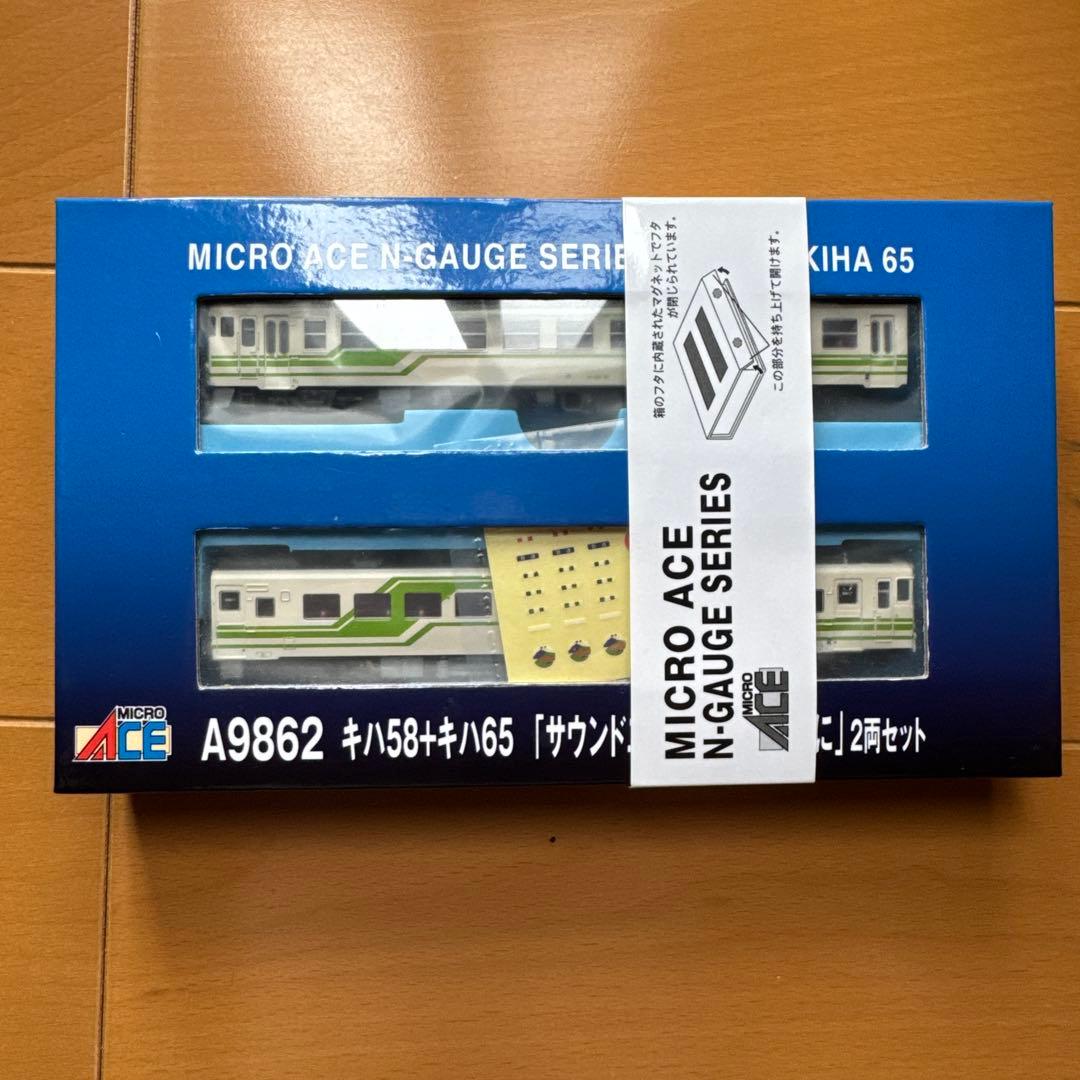 MICRO ACE N-GAUGE SERIE
KIHA 65
箱のフタに内蔵されたマグネットでフタ
が閉じられています。
この部分を持ち上げて開けます。
MICRO ACE
N-GAUGE SERIES
MICRO
ACE
MICRO
ACE
A9862 キハ58+キハ65 「サウンド
こ」2両セット